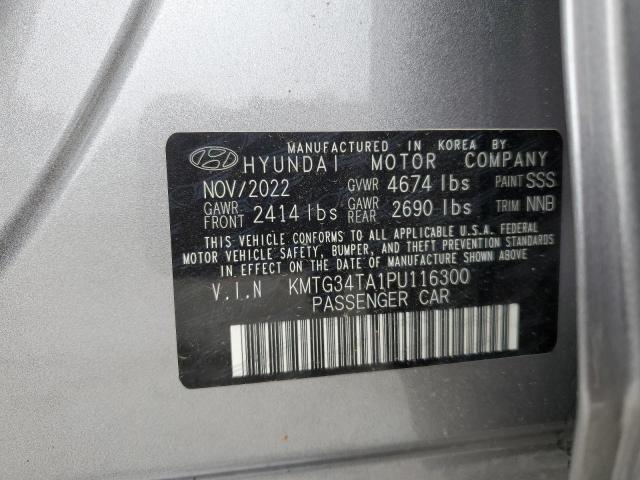 MANUFACTURED IN KOREA BY
HYUNDAI MOTOR COMPANY
NOV/2022 GVWR 4674 lbs PAINT SSS
GAWR FRONT 2414 lbs GAWR REAR 2690 lbs TRIM NNB
THIS VEHICLE CONFORMS TO ALL APPLICABLE U.S.A. FEDERAL
MOTOR VEHICLE SAFETY, BUMPER, AND THEFT PREVENTION STANDARDS
IN EFFECT ON THE DATE OF MANUFACTURE SHOWN ABOVE.
V.I.N KMTG34TA1PU116300
PASSENGER CAR